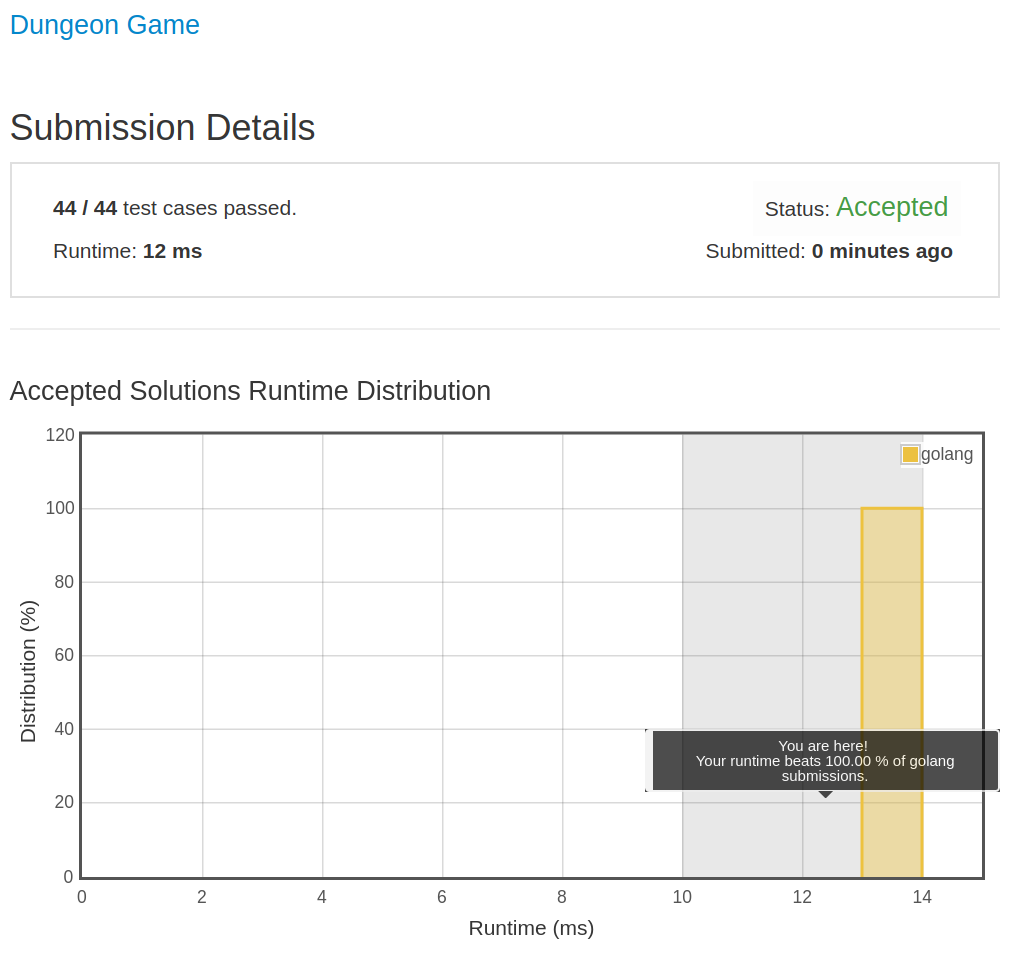 Dungeon Game
Submission Details
44 / 44 test cases passed.
Status: Accepted
Runtime: 12 ms
Submitted: 0 minutes ago
Accepted Solutions Runtime Distribution
120
golang
100
80
60
40
20
0
Distribution (%)
You are here!
Your runtime beats 100.00 % of golang
submissions.
0 2 4 6 8 10 12 14
Runtime (ms)